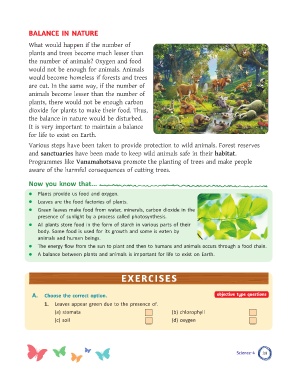 BALANCE IN NATURE
What would happen if the number of
plants and trees become much lesser than
the number of animals? Oxygen and food
would not be enough for animals. Animals
would become homeless if forests and trees
are cut. In the same way, if the number of
animals become lesser than the number of
plants, there would not be enough carbon
dioxide for plants to make their food. Thus,
the balance in nature would be disturbed.
It is very important to maintain a balance
for life to exist on Earth.
Various steps have been taken to provide protection to wild animals. Forest reserves
and sanctuaries have been made to keep wild animals safe in their habitat.
Programmes like Vanamahotsava promote the planting of trees and make people
aware of the harmful consequences of cutting trees.
Now you know that...
Plants provide us food and oxygen.
Leaves are the food factories of plants.
Green leaves make food from water, minerals, carbon dioxide in the
presence of sunlight by a process called photosynthesis.
All plants store food in the form of starch in various parts of their
body. Some food is used for its growth and some is eaten by
animals and human beings.
The energy flow from the sun to plant and then to humans and animals occurs through a food chain.
A balance between plants and animals is important for life to exist on Earth.
EXERCISES
A. Choose the correct option.
objective type questions
1. Leaves appear green due to the presence of:
(a) stomata
(b) chlorophyll
(c) soil
(d) oxygen
Science-4